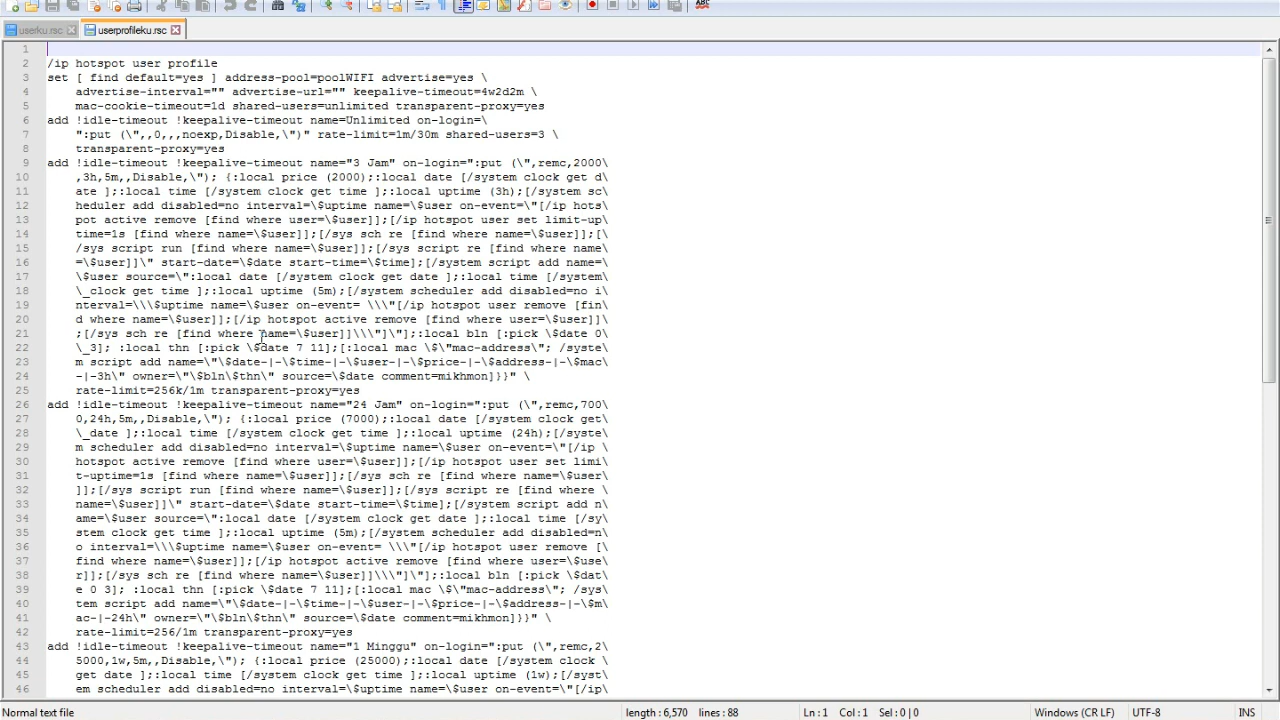 userku.rsc userprofileku.rsc
1
2 /ip hotspot user profile
3 set [ find default=yes ] address-pool=poolWIFI advertise=yes \
4 advertise-interval="" advertise-url="" keepalive-timeout=4w2d2m \
5 mac-cookie-timeout=1d shared-users=unlimited transparent-proxy=yes
6 add !idle-timeout !keepalive-timeout name=Unlimited on-login=\
7 ":put (\",,0,,,noexp,Disable,\")" rate-limit=1m/30m shared-users=3 \
8 transparent-proxy=yes
9 add !idle-timeout !keepalive-timeout name="3 Jam" on-login=":put (\",remc,2000\
10 ,3h,5m,,Disable,\"); {:local price (2000);:local date [/system clock get d\
11 ate ];:local time [/system clock get time ];:local uptime (3h);[/system sc\
12 heduler add disabled=no interval=\$uptime name=\$user on-event=\"[/ip hots\
13 pot active remove [find where user=\$user]];[/ip hotspot user set limit-up\
14 time=1s [find where name=\$user]];[/sys sch re [find where name=\$user]];[\
15 /sys script run [find where name=\$user]];[/sys script re [find where name\
16 =\$user]]\" start-date=\$date start-time=\$time];[/system script add name=\
17 \$user source=\":local date [/system clock get date ];:local time [/system\
18 \_clock get time ];:local uptime (5m);[/system scheduler add disabled=no i\
19 nterval=\\\$uptime name=\$user on-event= \\\"[/ip hotspot user remove [fin\
20 d where name=\$user]];[/ip hotspot active remove [find where user=\$user]]\
21 ;[/sys sch re [find where name=\$user]]\\\"]\"];:local bln [:pick \$date 0\
22 \_3]; :local thn [:pick \$date 7 11];[:local mac \$\"mac-address\"; /syste\
23 m script add name=\"\$date-|-\$time-|-\$user-|-\$price-|-\$address-|-\$mac\
24 -|-3h\" owner=\"\$bln\$thn\" source=\$date comment=mikhmon]}}" \
25 rate-limit=256k/1m transparent-proxy=yes
26 add !idle-timeout !keepalive-timeout name="24 Jam" on-login=":put (\",remc,700\
27 0,24h,5m,,Disable,\"); {:local price (7000);:local date [/system clock get\
28 \_date ];:local time [/system clock get time ];:local uptime (24h);[/syste\
29 m scheduler add disabled=no interval=\$uptime name=\$user on-event=\"[/ip \
30 hotspot active remove [find where user=\$user]];[/ip hotspot user set limi\
31 t-uptime=1s [find where name=\$user]];[/sys sch re [find where name=\$user\
32 ]];[/sys script run [find where name=\$user]];[/sys script re [find where \
33 name=\$user]]\" start-date=\$date start-time=\$time];[/system script add n\
34 ame=\$user source=\":local date [/system clock get date ];:local time [/sy\
35 stem clock get time ];:local uptime (5m);[/system scheduler add disabled=n\
36 o interval=\\\$uptime name=\$user on-event= \\\"[/ip hotspot user remove [\
37 find where name=\$user]];[/ip hotspot active remove [find where user=\$use\
38 r]];[/sys sch re [find where name=\$user]]\\\"]\"];:local bln [:pick \$dat\
39 e 0 3]; :local thn [:pick \$date 7 11];[:local mac \$\"mac-address\"; /sys\
40 tem script add name=\"\$date-|-\$time-|-\$user-|-\$price-|-\$address-|-\$m\
41 ac-|-24h\" owner=\"\$bln\$thn\" source=\$date comment=mikhmon]}}" \
42 rate-limit=256/1m transparent-proxy=yes
43 add !idle-timeout !keepalive-timeout name="1 Minggu" on-login=":put (\",remc,2\
44 5000,1w,5m,,Disable,\"); {:local price (25000);:local date [/system clock \
45 get date ];:local time [/system clock get time ];:local uptime (1w);[/syst\
46 em scheduler add disabled=no interval=\$uptime name=\$user on-event=\"[/ip\
Normal text file length : 6,570 lines : 88 Ln : 1 Col : 1 Sel : 0 | 0 Windows (CR LF) UTF-8 INS